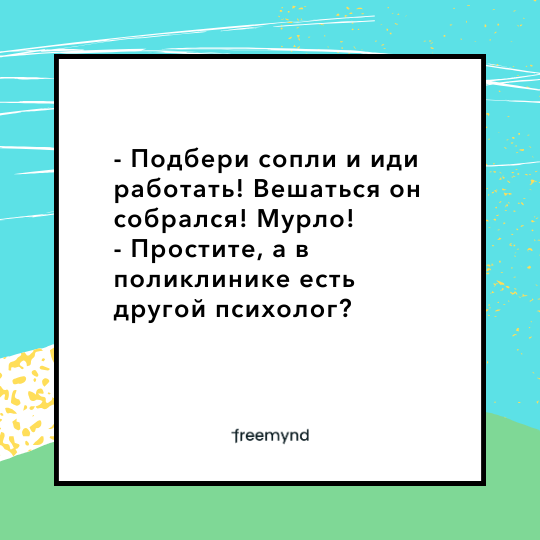 - Подбери сопли и иди
работать! Вешаться он
собрался! Мурло!
- Простите, а в
поликлинике есть
другой психолог?
freemynd